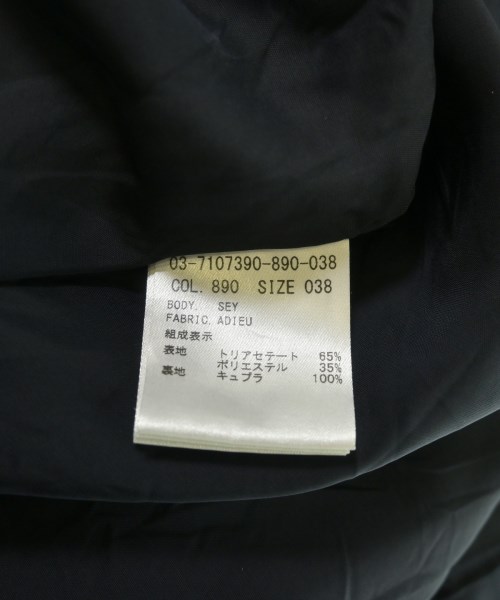 03-7107390-890-038
COL. 890 SIZE 038
BODY. SEY
FABRIC. ADIEU
組成表示
表地 トリアセテート 65%
ポリエステル 35%
裏地 キュプラ 100%